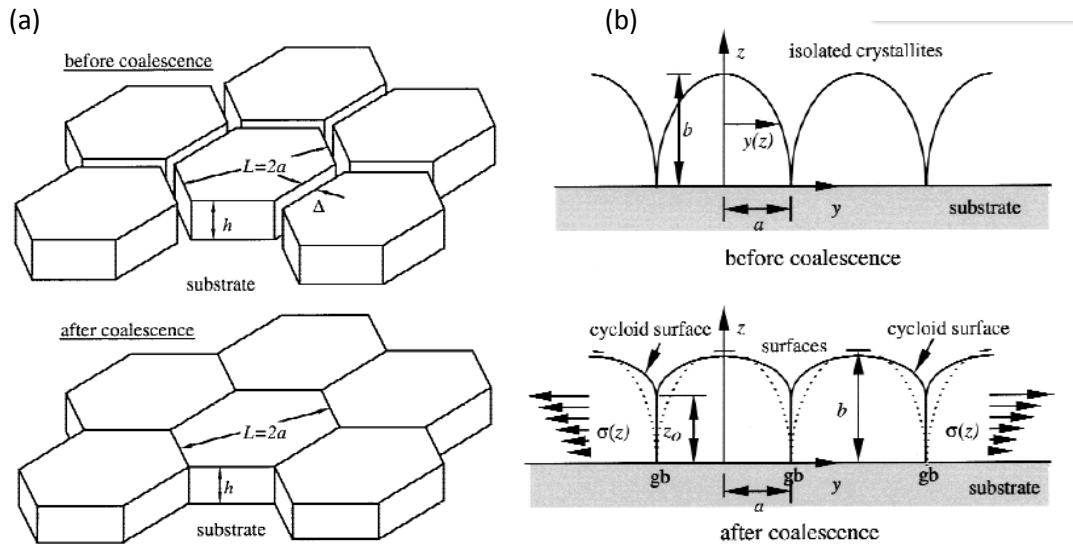 (a)
before coalescence
L=2a
Δ
h
substrate
after coalescence
L=2a
h
substrate
(b)
z
isolated crystallites
b
y(z)
y
substrate
a
before coalescence
cycloid surface
z
surfaces
cycloid surface
b
σ(z)
zo
σ(z)
gb
gb
y
gb
substrate
a
after coalescence